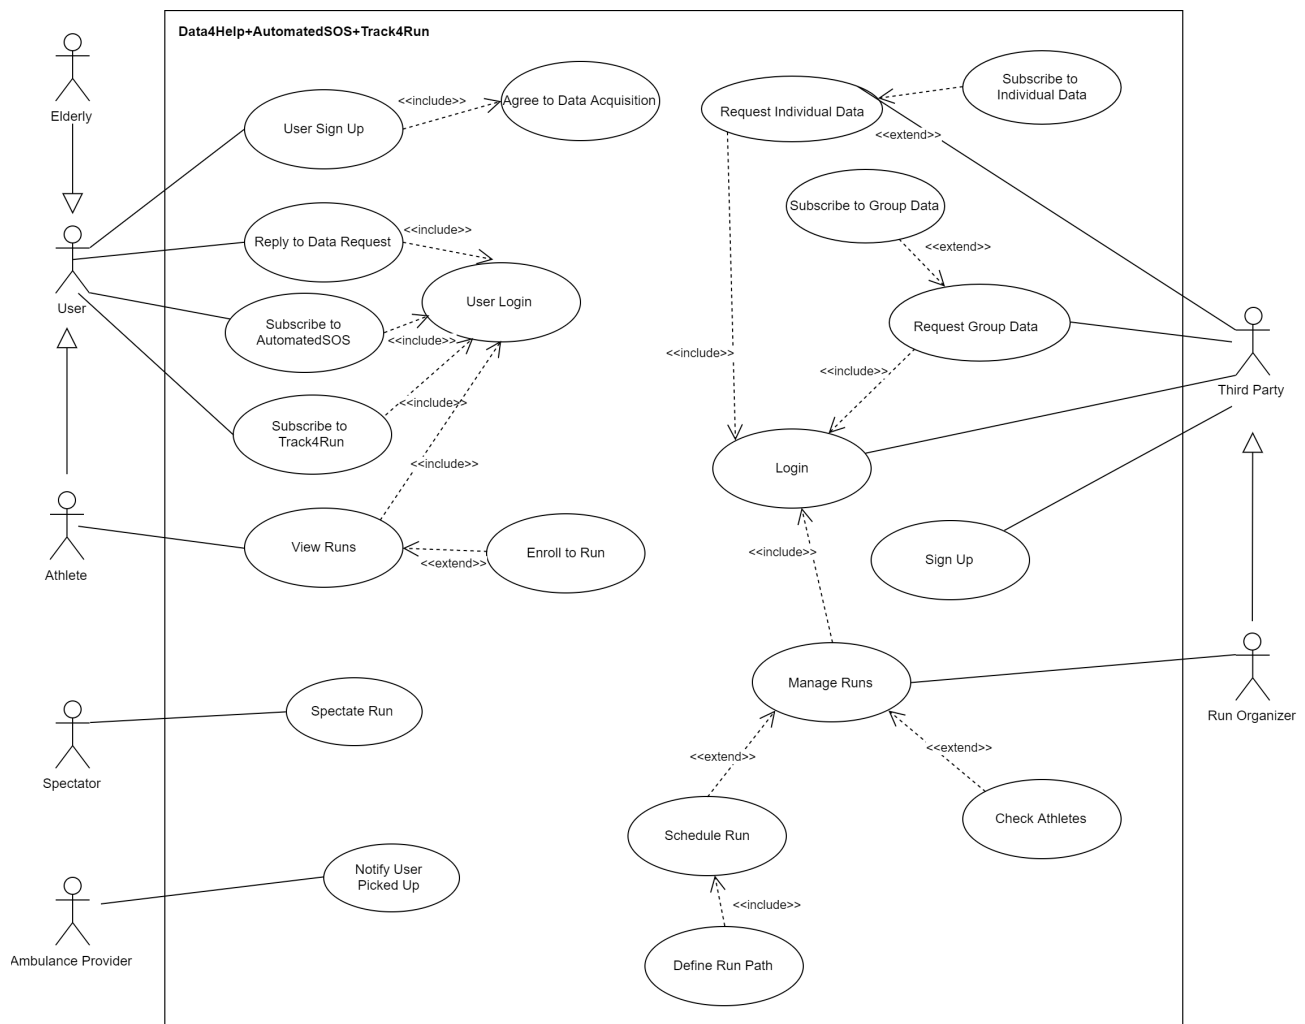 Data4Help+AutomatedSOS+Track4Run
Elderly
User Sign Up
<<include>>
Agree to Data Acquisition
Request Individual Data
Subscribe to
Individual Data
<<extend>>
Subscribe to Group Data
<<extend>>
Reply to Data Request
<<include>>
User Login
User
Subscribe to
AutomatedSOS
<<include>>
Request Group Data
<<include>>
<<include>>
Third Party
Subscribe to
Track4Run
<<include>>
<<include>>
Login
Athlete
View Runs
<<extend>>
Enroll to Run
<<include>>
Sign Up
Manage Runs
Run Organizer
Spectator
Spectate Run
<<extend>>
<<extend>>
Schedule Run
Check Athletes
Notify User
Picked Up
<<include>>
Ambulance Provider
Define Run Path